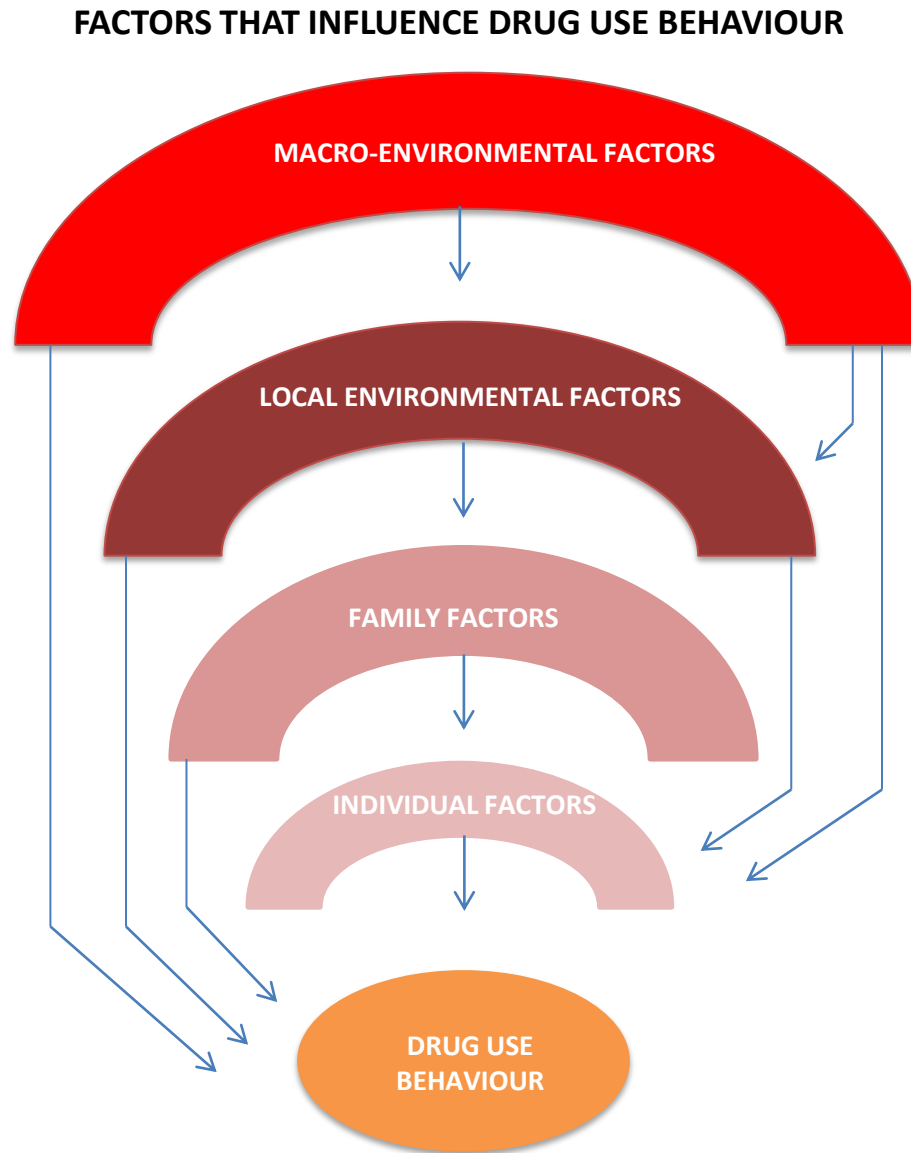 FACTORS THAT INFLUENCE DRUG USE BEHAVIOUR
MACRO-ENVIRONMENTAL FACTORS
LOCAL ENVIRONMENTAL FACTORS
FAMILY FACTORS
INDIVIDUAL FACTORS
DRUG USE
BEHAVIOUR